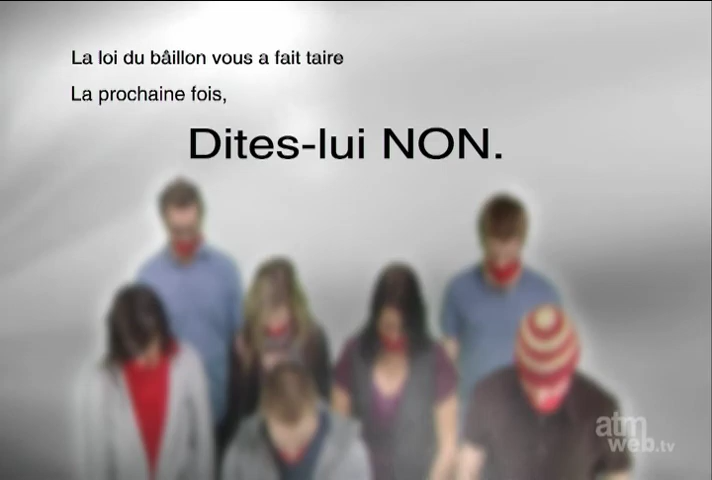 La loi du bâillon vous a fait taire
La prochaine fois,
Dites-lui NON.
atm
web.tv